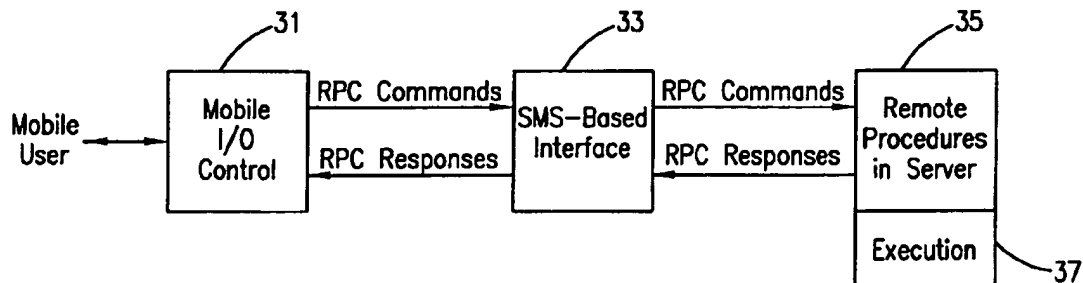 31
33
35
Mobile
User
Mobile
I/O
Control
RPC Commands
RPC Responses
SMS-Based
Interface
RPC Commands
RPC Responses
Remote
Procedures
in Server
Execution
37